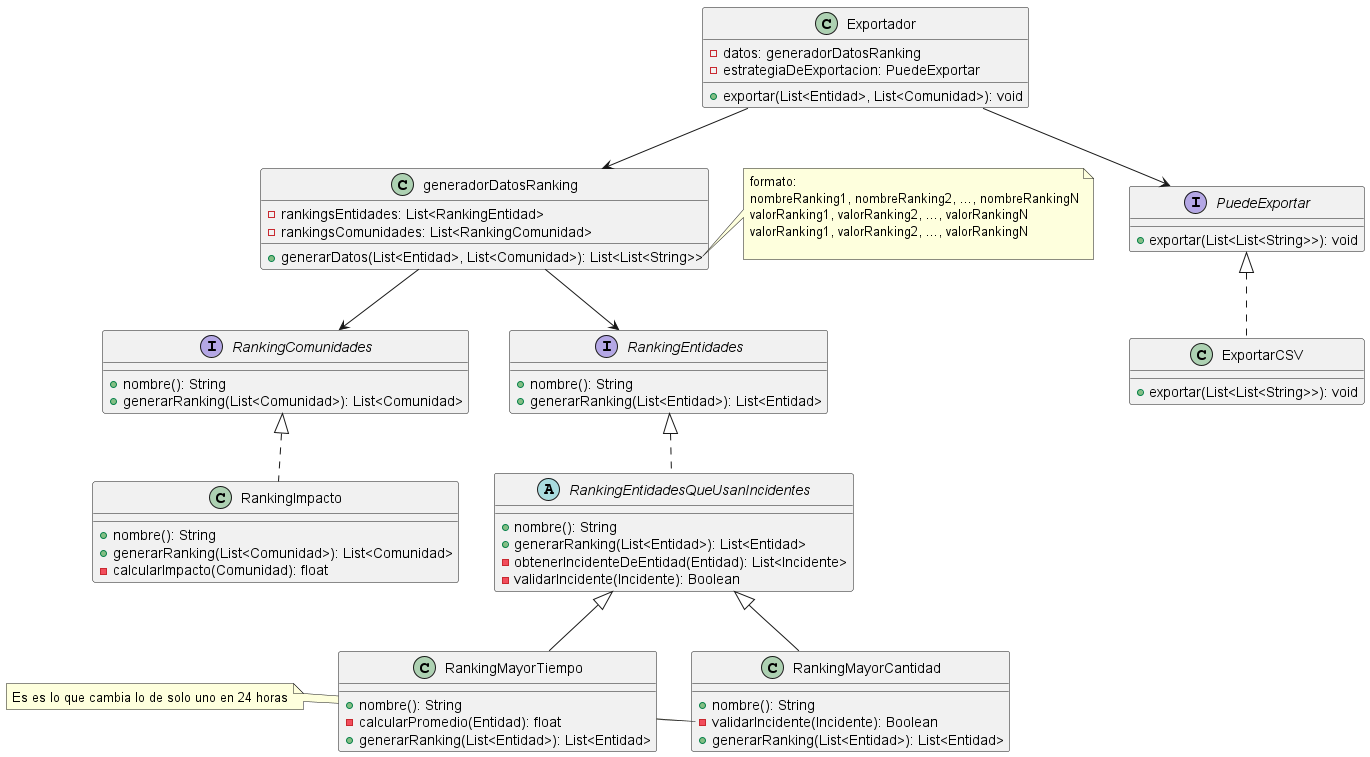 Exportador
datos: generadorDatosRanking
estrategiaDeExportacion: PuedeExportar
exportar(List<Entidad>, List<Comunidad>): void
generadorDatosRanking
rankingsEntidades: List<RankingEntidad>
rankingsComunidades: List<RankingComunidad>
generarDatos(List<Entidad>, List<Comunidad>): List<List<String>>
formato:
nombreRanking1, nombreRanking2, ..., nombreRankingN
valorRanking1, valorRanking2, ..., valorRankingN
valorRanking1, valorRanking2, ..., valorRankingN
I PuedeExportar
exportar(List<List<String>>): void
C ExportarCSV
exportar(List<List<String>>): void
I RankingComunidades
nombre(): String
generarRanking(List<Comunidad>): List<Comunidad>
I RankingEntidades
nombre(): String
generarRanking(List<Entidad>): List<Entidad>
C RankingImpacto
nombre(): String
generarRanking(List<Comunidad>): List<Comunidad>
calcularImpacto(Comunidad): float
A RankingEntidadesQueUsanIncidentes
nombre(): String
generarRanking(List<Entidad>): List<Entidad>
obtenerIncidenteDeEntidad(Entidad): List<Incidente>
validarIncidente(Incidente): Boolean
Es es lo que cambia lo de solo uno en 24 horas
C RankingMayorTiempo
nombre(): String
calcularPromedio(Entidad): float
generarRanking(List<Entidad>): List<Entidad>
C RankingMayorCantidad
nombre(): String
validarIncidente(Incidente): Boolean
generarRanking(List<Entidad>): List<Entidad>